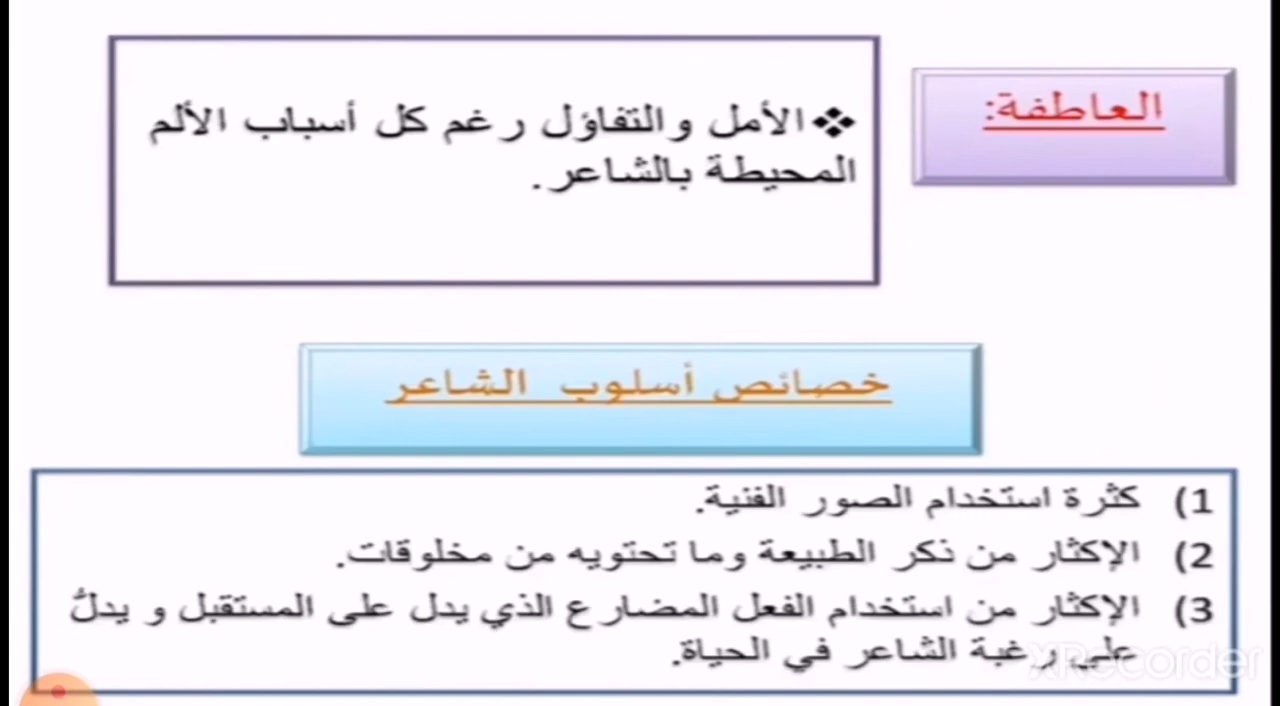 العاطفة:
❖ الأمل والتفاؤل رغم كل أسباب الألم
المحيطة بالشاعر.
خصائص أسلوب الشاعر
1) كثرة استخدام الصور الفنية.
2) الإكثار من ذكر الطبيعة وما تحتويه من مخلوقات.
3) الإكثار من استخدام الفعل المضارع الذي يدل على المستقبل و يدلُّ
على رغبة الشاعر في الحياة.
XRecorder